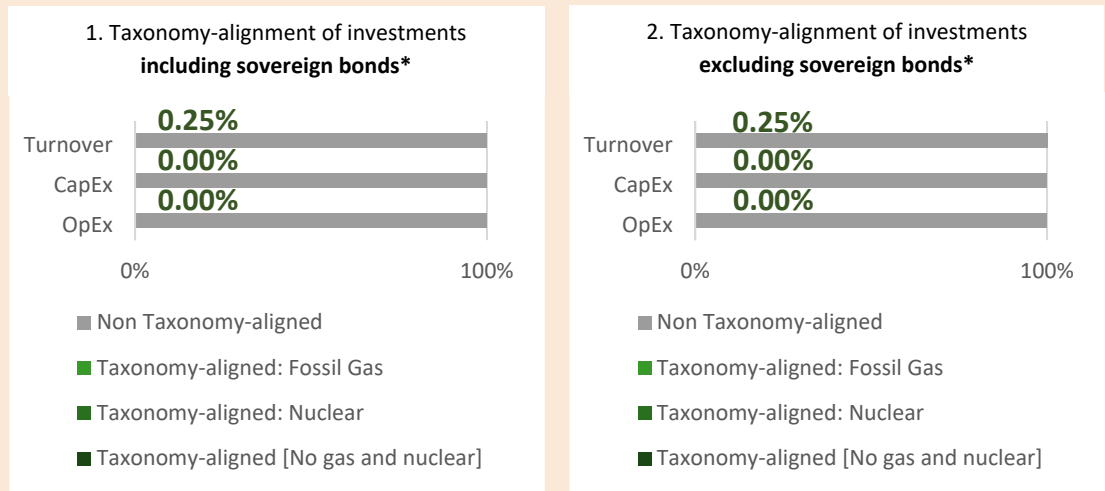 1. Taxonomy-alignment of investments
including sovereign bonds*
0.25%
Turnover
0.00%
CapEx
0.00%
OpEx
0% 100%
Non Taxonomy-aligned
Taxonomy-aligned: Fossil Gas
Taxonomy-aligned: Nuclear
Taxonomy-aligned [No gas and nuclear]
2. Taxonomy-alignment of investments
excluding sovereign bonds*
0.25%
Turnover
0.00%
CapEx
0.00%
OpEx
0% 100%
Non Taxonomy-aligned
Taxonomy-aligned: Fossil Gas
Taxonomy-aligned: Nuclear
Taxonomy-aligned [No gas and nuclear]